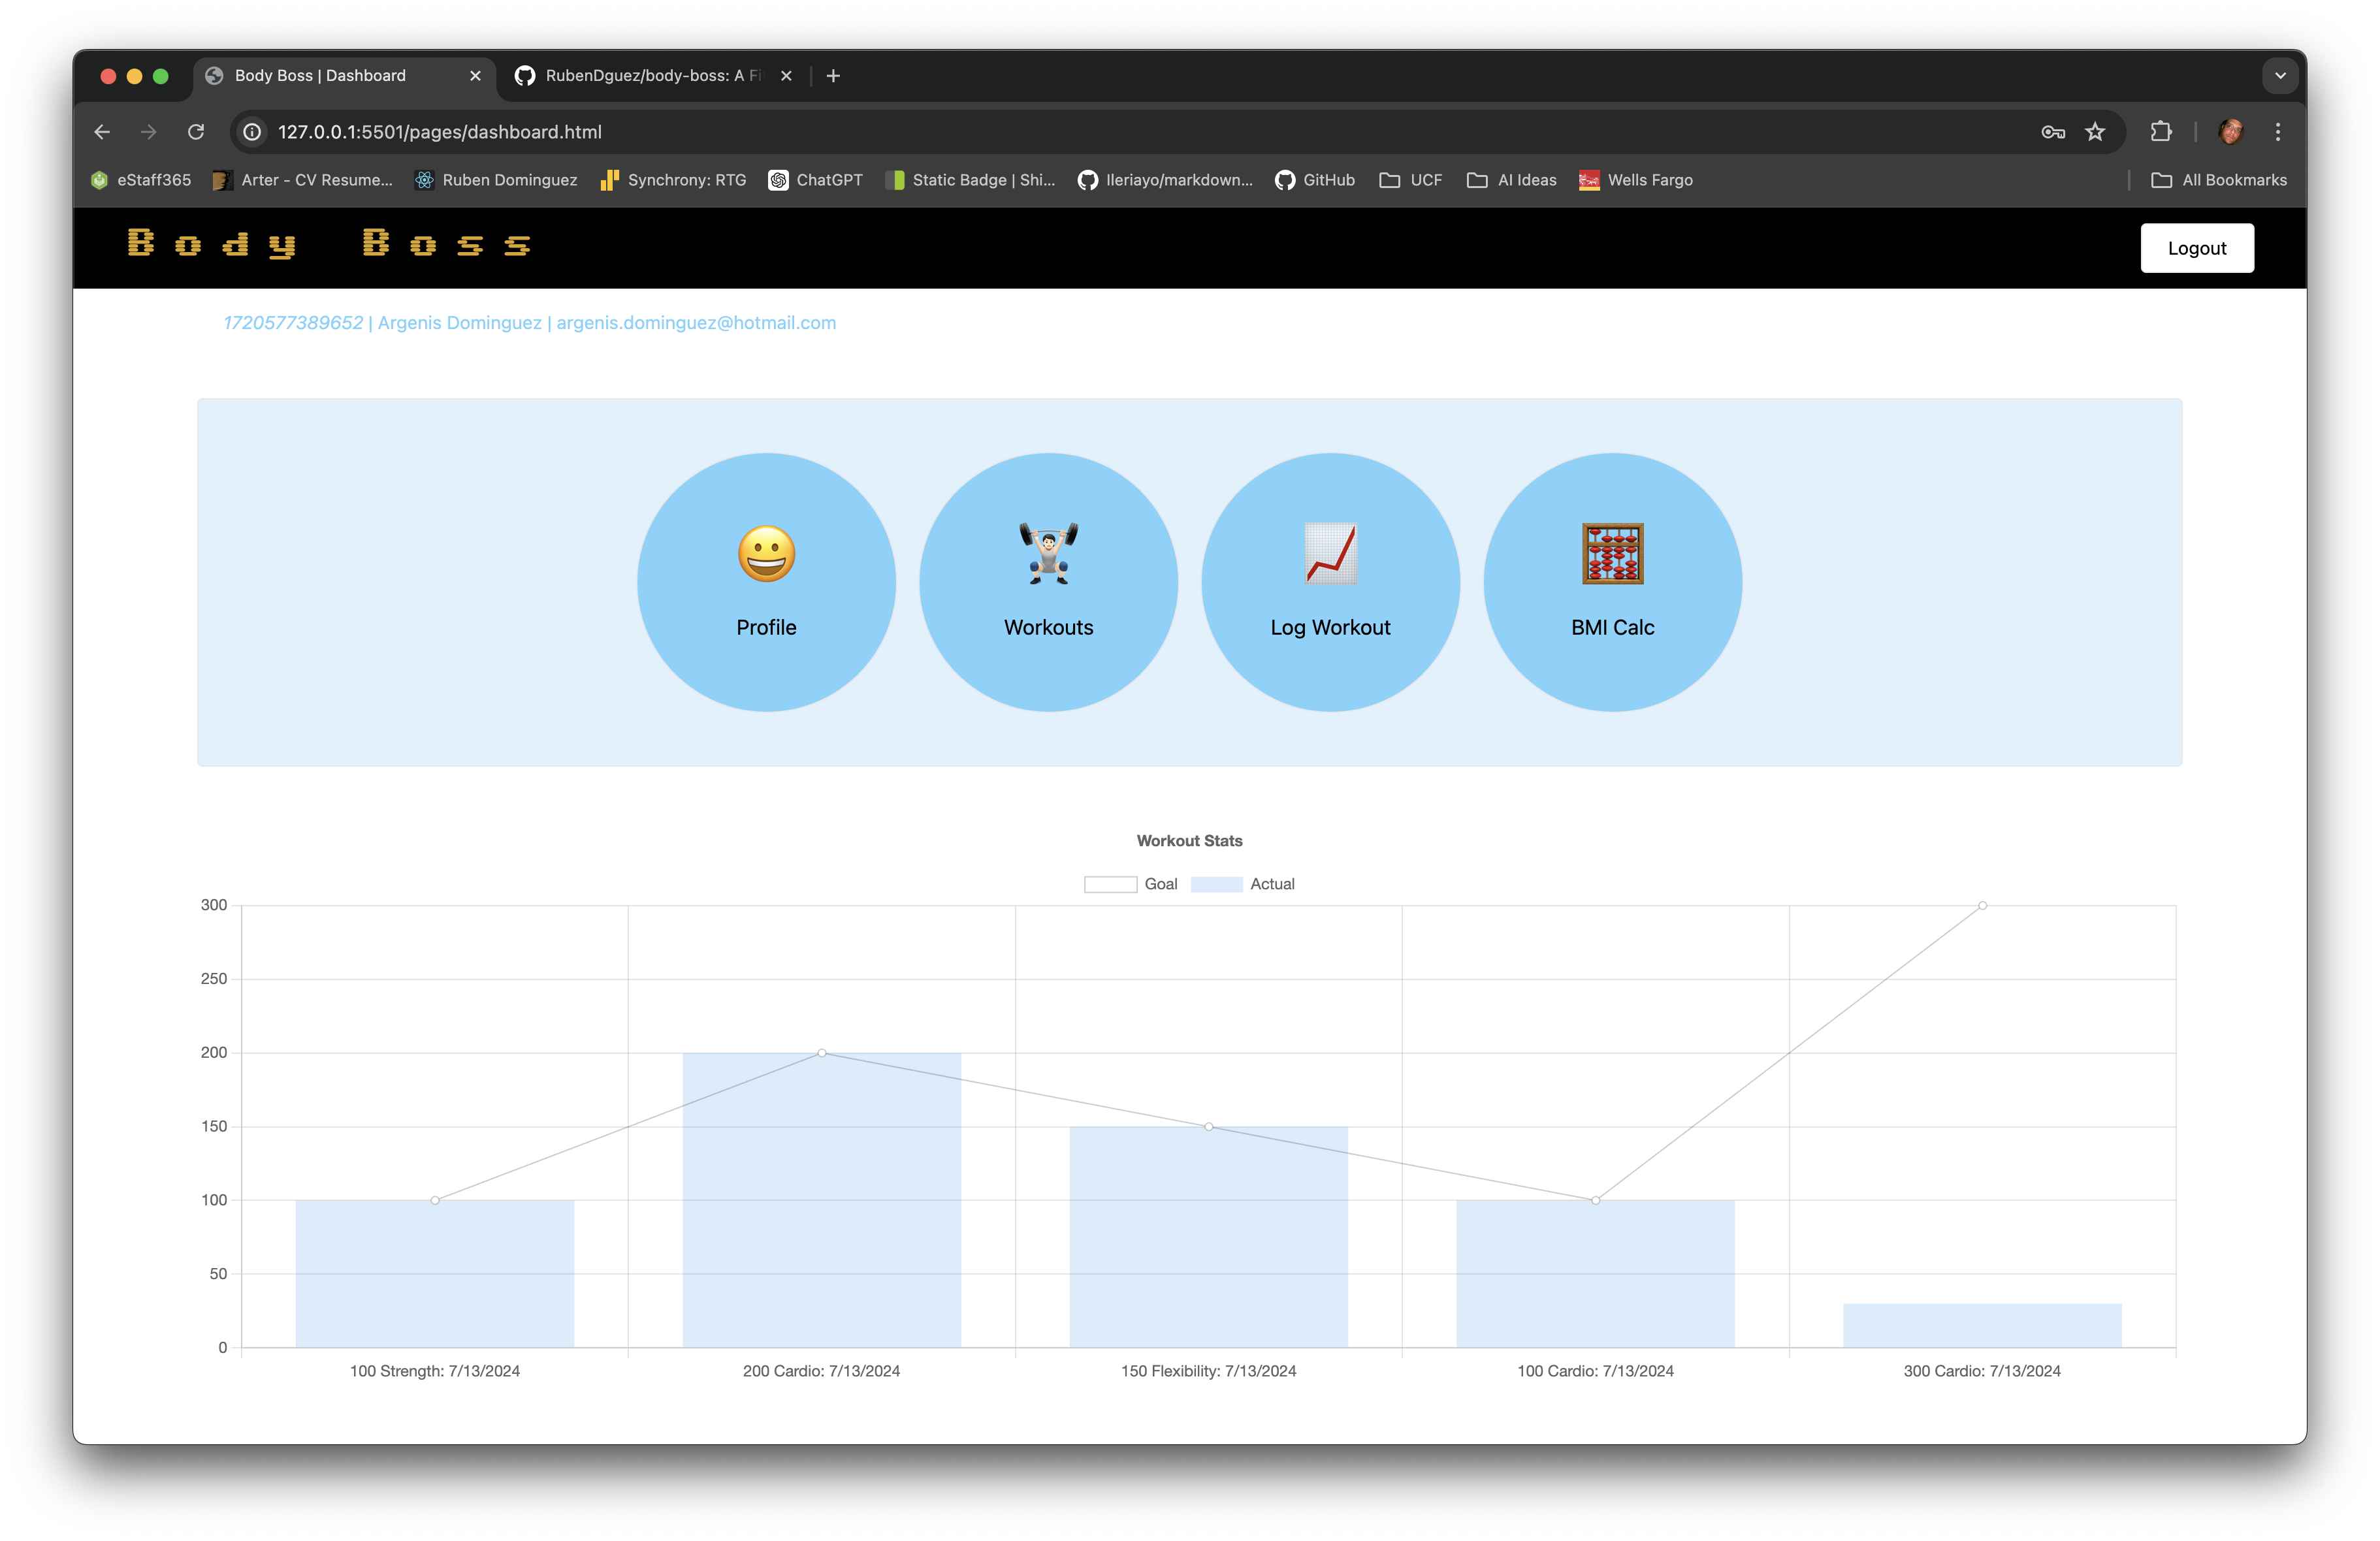 Body Boss | Dashboard
RubenDguez/body-boss: A Fi
127.0.0.1:5501/pages/dashboard.html
eStaff365 Arter - CV Resume... Ruben Dominguez Synchrony: RTG ChatGPT Static Badge | Shi... Ileriayo/markdown... GitHub UCF AI Ideas Wells Fargo All Bookmarks
Body Boss
Logout
1720577389652 | Argenis Dominguez | argenis.dominguez@hotmail.com
Profile
Workouts
Log Workout
BMI Calc
Workout Stats
Goal Actual
300
250
200
150
100
50
0
100 Strength: 7/13/2024 200 Cardio: 7/13/2024 150 Flexibility: 7/13/2024 100 Cardio: 7/13/2024 300 Cardio: 7/13/2024